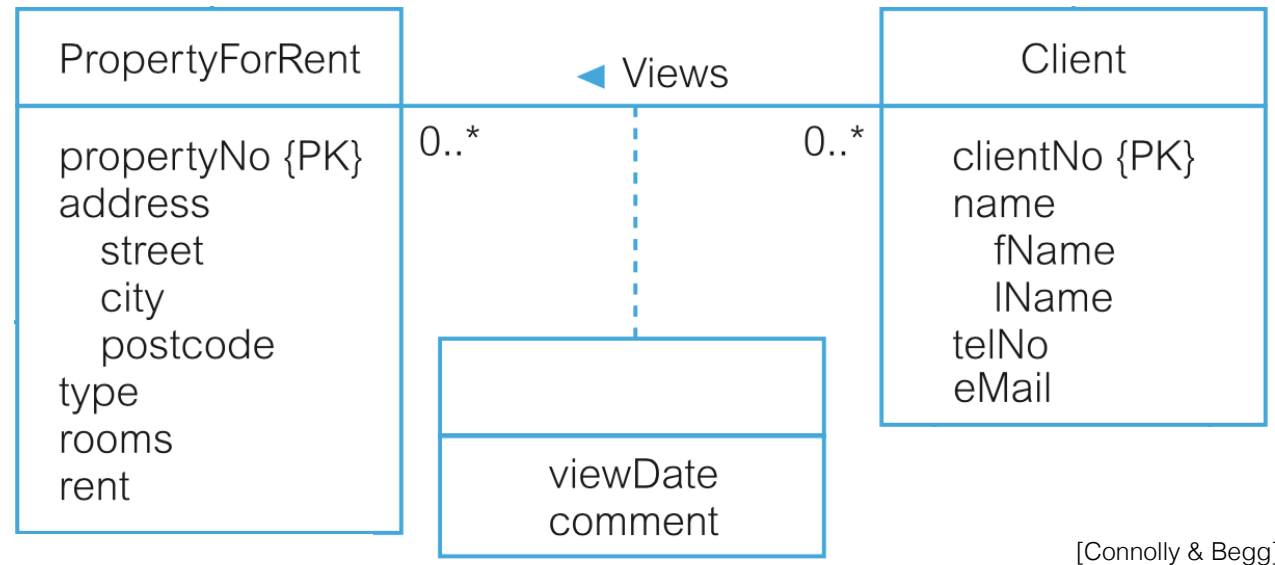 PropertyForRent
propertyNo {PK}
address
street
city
postcode
type
rooms
rent
◄ Views
0..*
0..*
viewDate
comment
Client
clientNo {PK}
name
fName
lName
telNo
eMail
[Connolly & Begg]